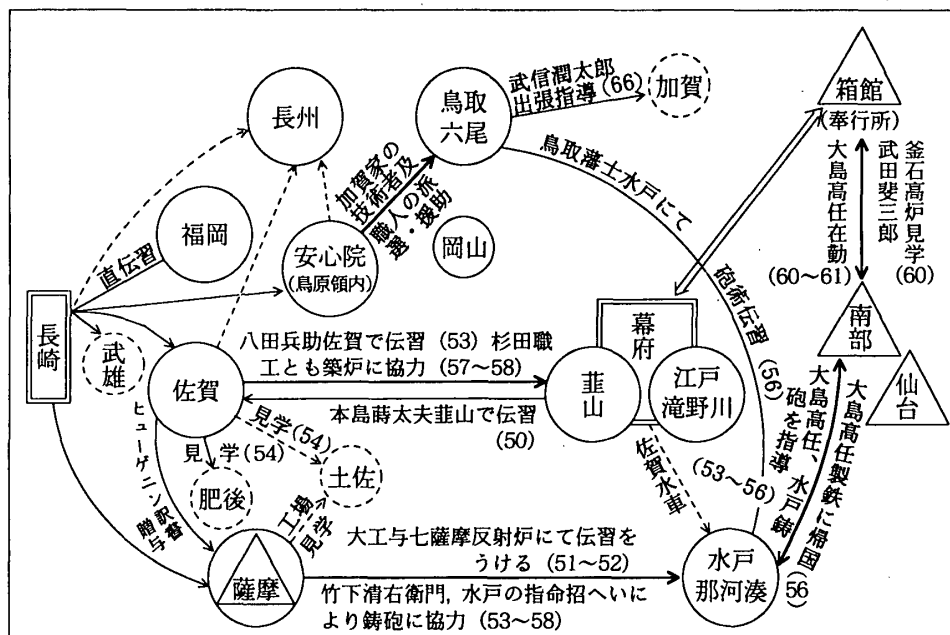 長州
鳥取
六尾
武信潤太郎
出張指導(66)
加賀
箱館
(奉行所)
福岡
直伝習
安心院
(島原領内)
加賀家の
技術者及
職人の派
遣・援助
岡山
鳥取藩士水戸にて
砲術伝習(56)
大島高任在勤
(60〜61)
武田斐三郎
釜石高炉見学
(60)
長崎
武雄
佐賀
八田兵助佐賀で伝習(53)杉田職
工とも築炉に協力(57〜58)
本島蒔太夫韮山で伝習
(50)
幕府
韮山
江戸
滝野川
南部
仙台
見学(54)
見学(54)
肥後
土佐
工場
見学
ヒューゲニン訳書
贈与
薩摩
佐賀水車
(53〜56)
大島高任、水戸鋳
砲を指導
大島高任製鉄に帰国
(56)
大工与七薩摩反射炉にて伝習を
うける(51〜52)
竹下清右衛門,水戸の指命招へいに
より鋳砲に協力(53〜58)
水戸
那河湊